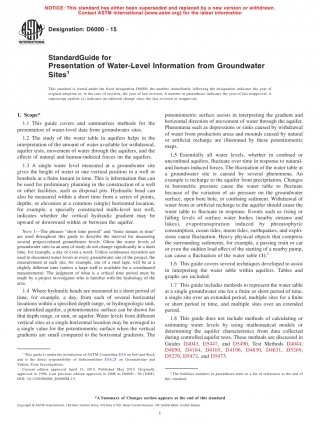 NOTICE: This standard has either been superseded and replaced by a new version or withdrawn.
Contact ASTM International (www.astm.org) for the latest information
Designation: D6000 − 15
StandardGuide for
Presentation of Water-Level Information from Groundwater
Sites¹
This standard is issued under the fixed designation D6000; the number immediately following the designation indicates the year of
original adoption or, in the case of revision, the year of last revision. A number in parentheses indicates the year of last reapproval. A
superscript epsilon (ε) indicates an editorial change since the last revision or reapproval.
1. Scope*
1.1 This guide covers and summarizes methods for the
presentation of water-level data from groundwater sites.
1.2 The study of the water table in aquifers helps in the
interpretation of the amount of water available for withdrawal,
aquifer tests, movement of water through the aquifers, and the
effects of natural and human-induced forces on the aquifers.
1.3 A single water level measured at a groundwater site
gives the height of water at one vertical position in a well or
borehole at a finite instant in time. This is information that can
be used for preliminary planning in the construction of a well
or other facilities, such as disposal pits. Hydraulic head can
also be measured within a short time from a series of points,
depths, or elevation at a common (single) horizontal location,
for example, a specially constructed multi-level test well,
indicates whether the vertical hydraulic gradient may be
upward or downward within or between the aquifer.
NOTE 1—The phrases "short time period" and "finite instant in time"
are used throughout this guide to describe the interval for measuring
several project-related groundwater levels. Often the water levels of
groundwater sites in an area of study do not change significantly in a short
time, for example, a day or even a week. Unless continuous recorders are
used to document water levels at every groundwater site of the project, the
measurement at each site, for example, use of a steel tape, will be at a
slightly different time (unless a large staff is available for a coordinated
measurement). The judgment of what is a critical time period must be
made by a project investigator who is familiar with the hydrology of the
area.
1.4 Where hydraulic heads are measured in a short period of
time, for example, a day, from each of several horizontal
locations within a specified depth range, or hydrogeologic unit,
or identified aquifer, a potentiometric surface can be drawn for
that depth range, or unit, or aquifer. Water levels from different
vertical sites at a single horizontal location may be averaged to
a single value for the potentiometric surface when the vertical
gradients are small compared to the horizontal gradients. The
potentiometric surface assists in interpreting the gradient and
horizontal direction of movement of water through the aquifer.
Phenomena such as depressions or sinks caused by withdrawal
of water from production areas and mounds caused by natural
or artificial recharge are illustrated by these potentiometric
maps.
1.5 Essentially all water levels, whether in confined or
unconfined aquifers, fluctuate over time in response to natural-
and human-induced forces. The fluctuation of the water table at
a groundwater site is caused by several phenomena. An
example is recharge to the aquifer from precipitation. Changes
in barometric pressure cause the water table to fluctuate
because of the variation of air pressure on the groundwater
surface, open bore hole, or confining sediment. Withdrawal of
water from or artificial recharge to the aquifer should cause the
water table to fluctuate in response. Events such as rising or
falling levels of surface water bodies (nearby streams and
lakes), evapotranspiration induced by phreatophytic
consumption, ocean tides, moon tides, earthquakes, and explo-
sions cause fluctuation. Heavy physical objects that compress
the surrounding sediments, for example, a passing train or car
or even the sudden load effect of the starting of a nearby pump,
can cause a fluctuation of the water table (1).²
1.6 This guide covers several techniques developed to assist
in interpreting the water table within aquifers. Tables and
graphs are included.
1.7 This guide includes methods to represent the water table
at a single groundwater site for a finite or short period of time,
a single site over an extended period, multiple sites for a finite
or short period in time, and multiple sites over an extended
period.
1.8 This guide does not include methods of calculating or
estimating water levels by using mathematical models or
determining the aquifer characteristics from data collected
during controlled aquifer tests. These methods are discussed in
Guides D4043, D5447, and D5490, Test Methods D4044,
D4050, D4104, D4105, D4106, D4630, D4631, D5269,
D5270, D5472, and D5473.
¹ This guide is under the jurisdiction of ASTM Committee D18 on Soil and Rock
and is the direct responsibility of Subcommittee D18.21 on Groundwater and
Vadose Zone Investigations.
Current edition approved April 15, 2015. Published May 2015. Originally
approved in 1996. Last previous edition approved in 2008 as D6000 – 96 (2008).
DOI: 10.1520/D6000_D6000M-15.
² The boldface numbers in parentheses refer to a list of references at the end of
this standard.
*A Summary of Changes section appears at the end of this standard
Copyright © ASTM International, 100 Barr Harbor Drive, PO Box C700, West Conshohocken, PA 19428-2959. United States
1